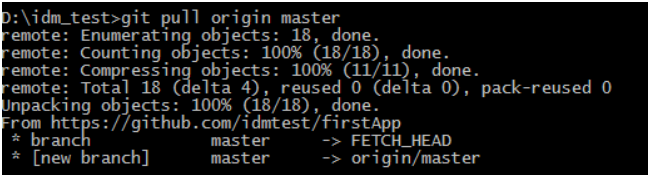 D:\idm_test>git pull origin master
remote: Enumerating objects: 18, done.
remote: Counting objects: 100% (18/18), done.
remote: Compressing objects: 100% (11/11), done.
remote: Total 18 (delta 4), reused 0 (delta 0), pack-reused 0
Unpacking objects: 100% (18/18), done.
From https://github.com/idmtest/firstApp
 * branch            master     -> FETCH_HEAD
 * [new branch]      master     -> origin/master